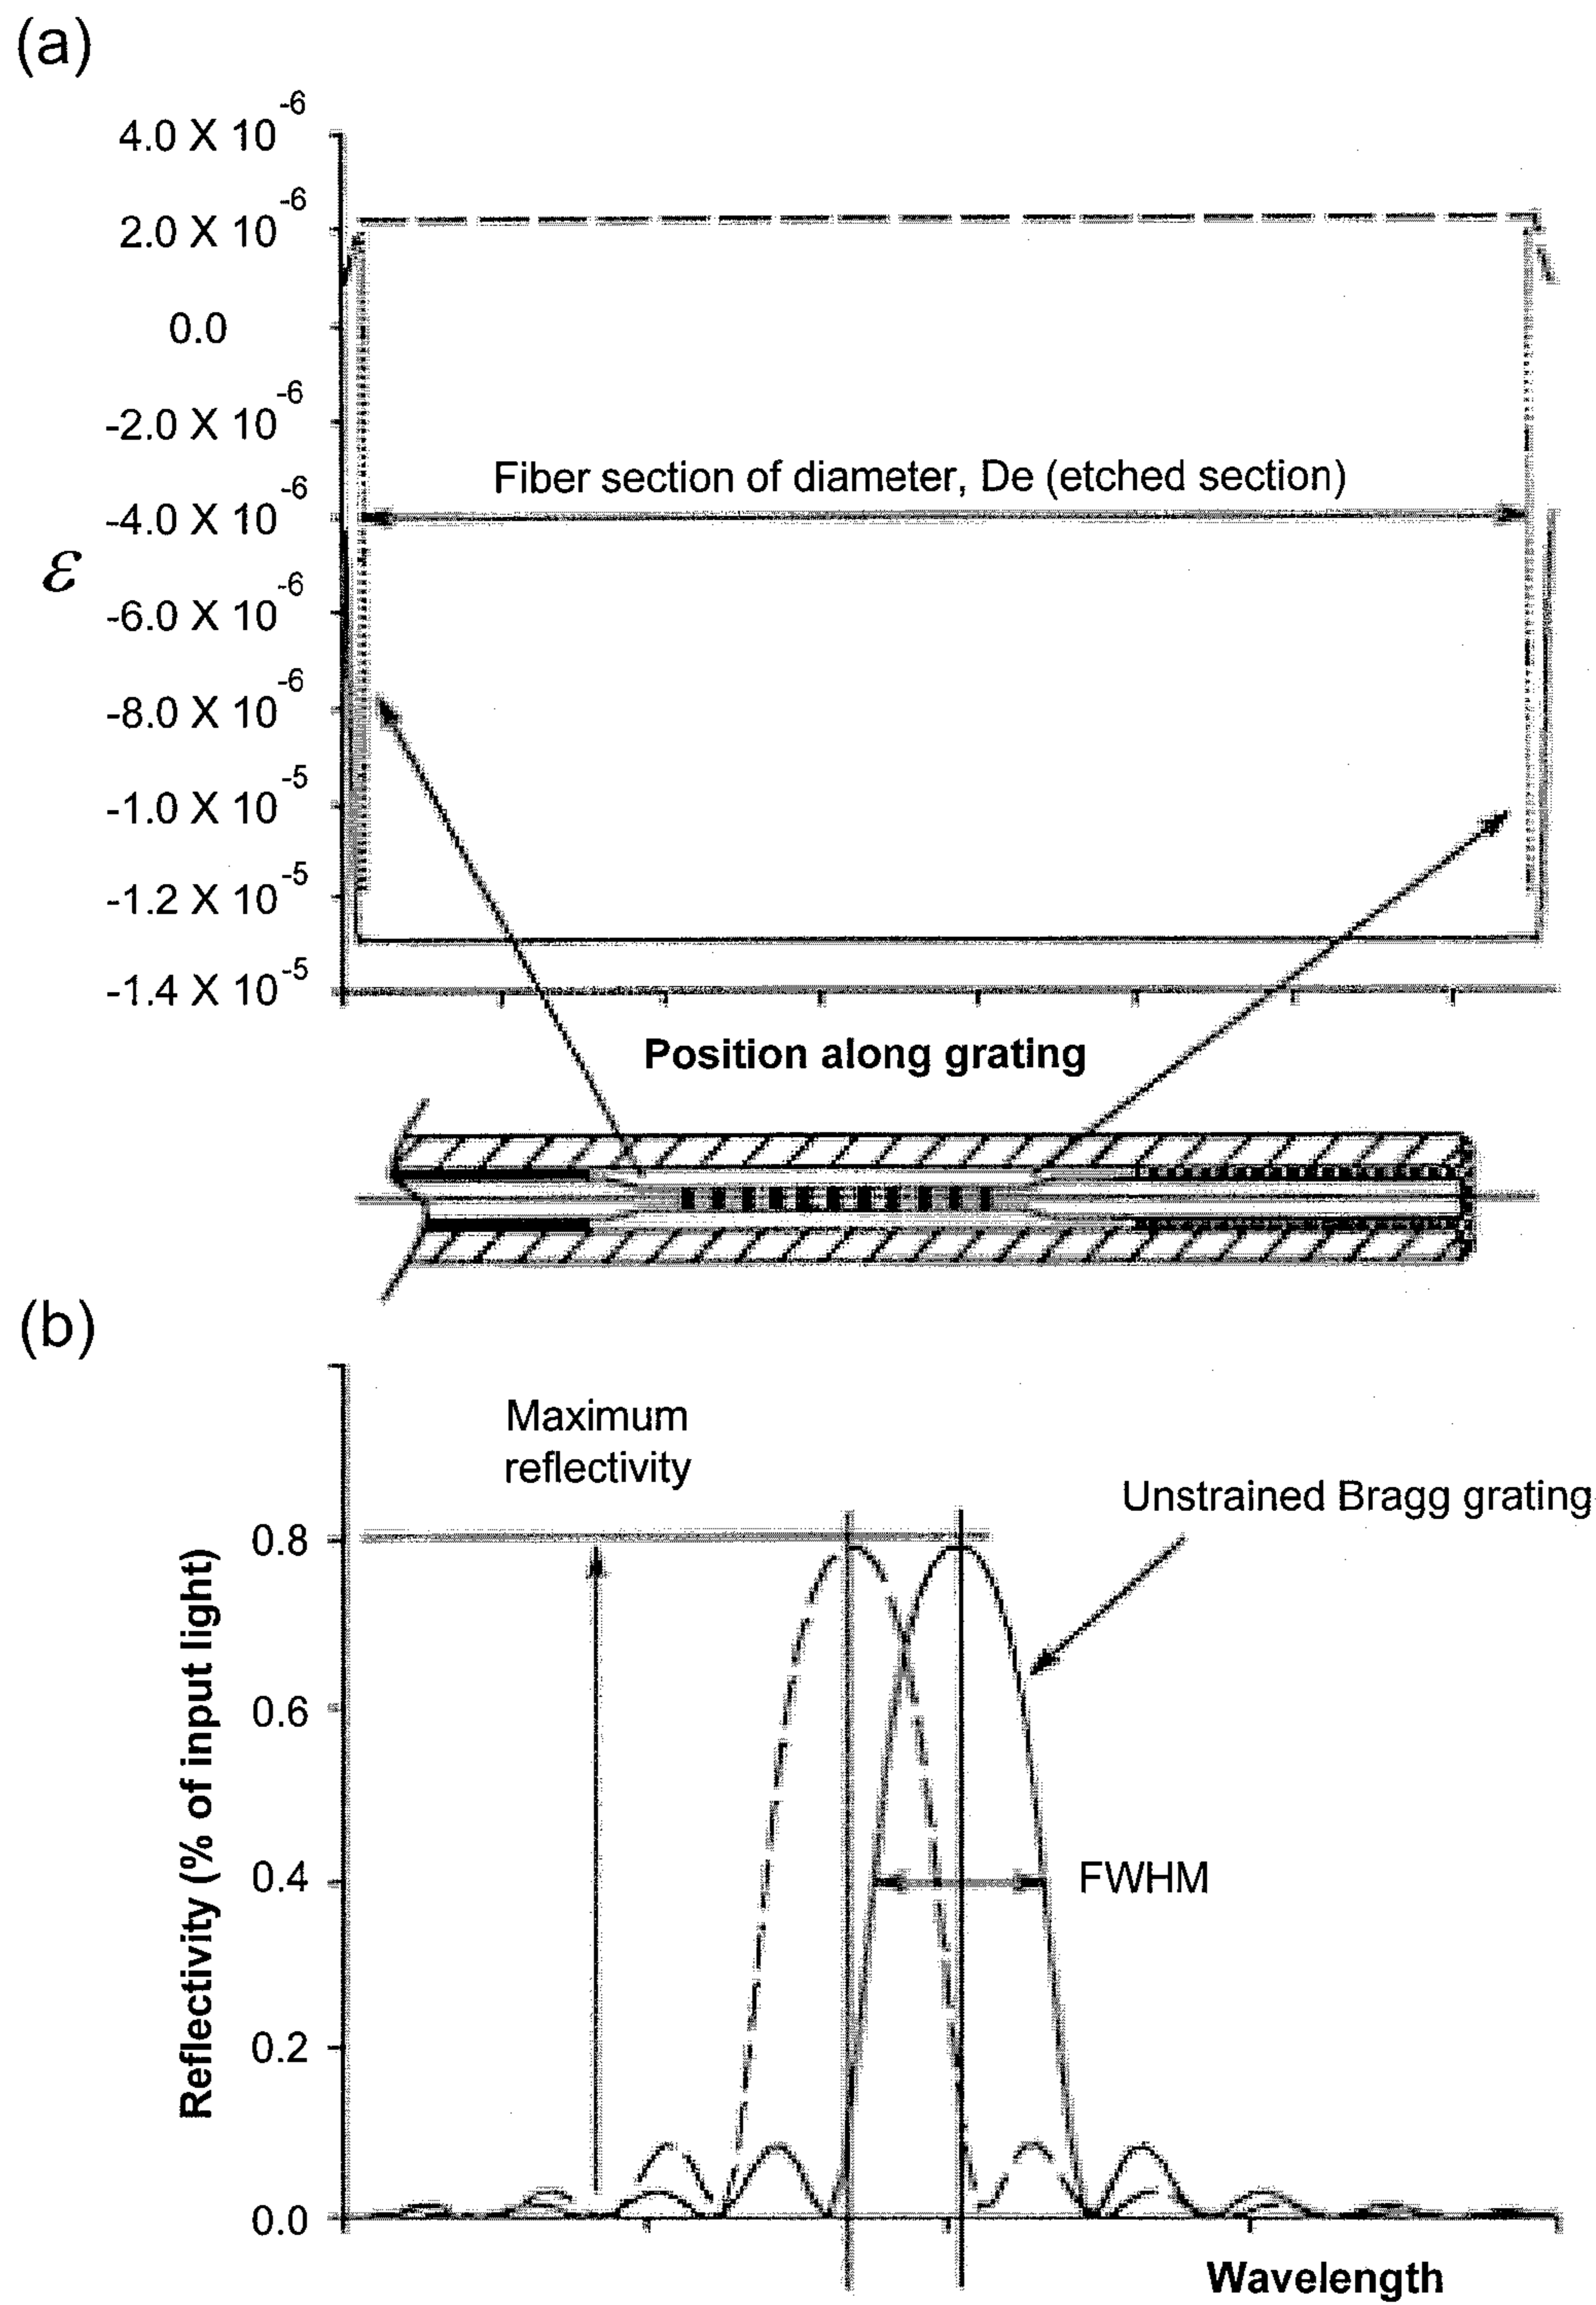 (a)
4.0 X 10-6
2.0 X 10-6
0.0
-2.0 X 10-6
Fiber section of diameter, De (etched section)
-4.0 X 10-6
ε
-6.0 X 10-6
-8.0 X 10-6
-1.0 X 10-5
-1.2 X 10-5
-1.4 X 10-5
Position along grating
(b)
Maximum
reflectivity
Unstrained Bragg grating
0.8
0.6
0.4
FWHM
0.2
0.0
Reflectivity (% of input light)
Wavelength